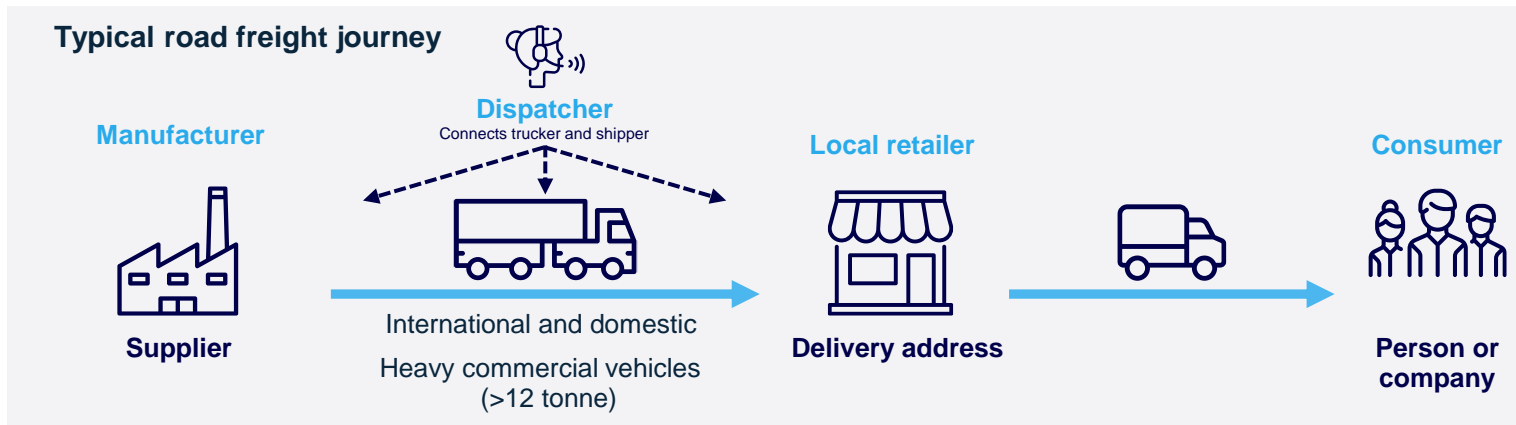 Typical road freight journey
Dispatcher
Connects trucker and shipper
Manufacturer
Local retailer
Consumer
International and domestic
Heavy commercial vehicles
(>12 tonne)
Supplier
Delivery address
Person or
company